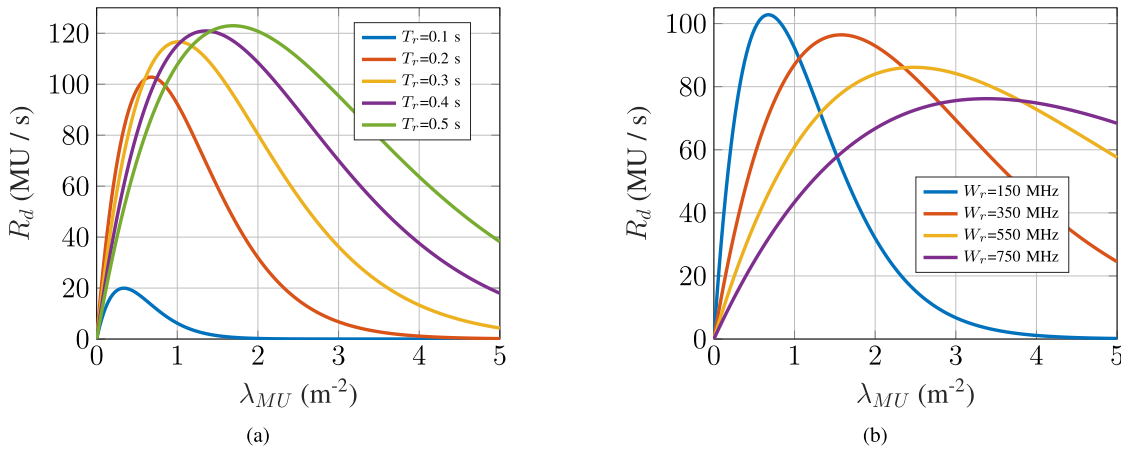 R_d (MU / s)
120
100
80
60
40
20
0
0 1 2 3 4 5
λ_MU (m⁻²)
T_r=0.1 s
T_r=0.2 s
T_r=0.3 s
T_r=0.4 s
T_r=0.5 s
(a)
R_d (MU / s)
100
80
60
40
20
0
0 1 2 3 4 5
λ_MU (m⁻²)
W_r=150 MHz
W_r=350 MHz
W_r=550 MHz
W_r=750 MHz
(b)